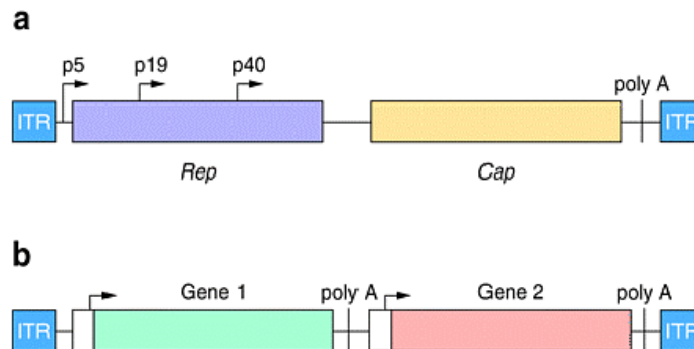 a
p5 p19 p40
poly A
ITR ITR
Rep Cap
b
Gene 1 poly A Gene 2 poly A
ITR ITR